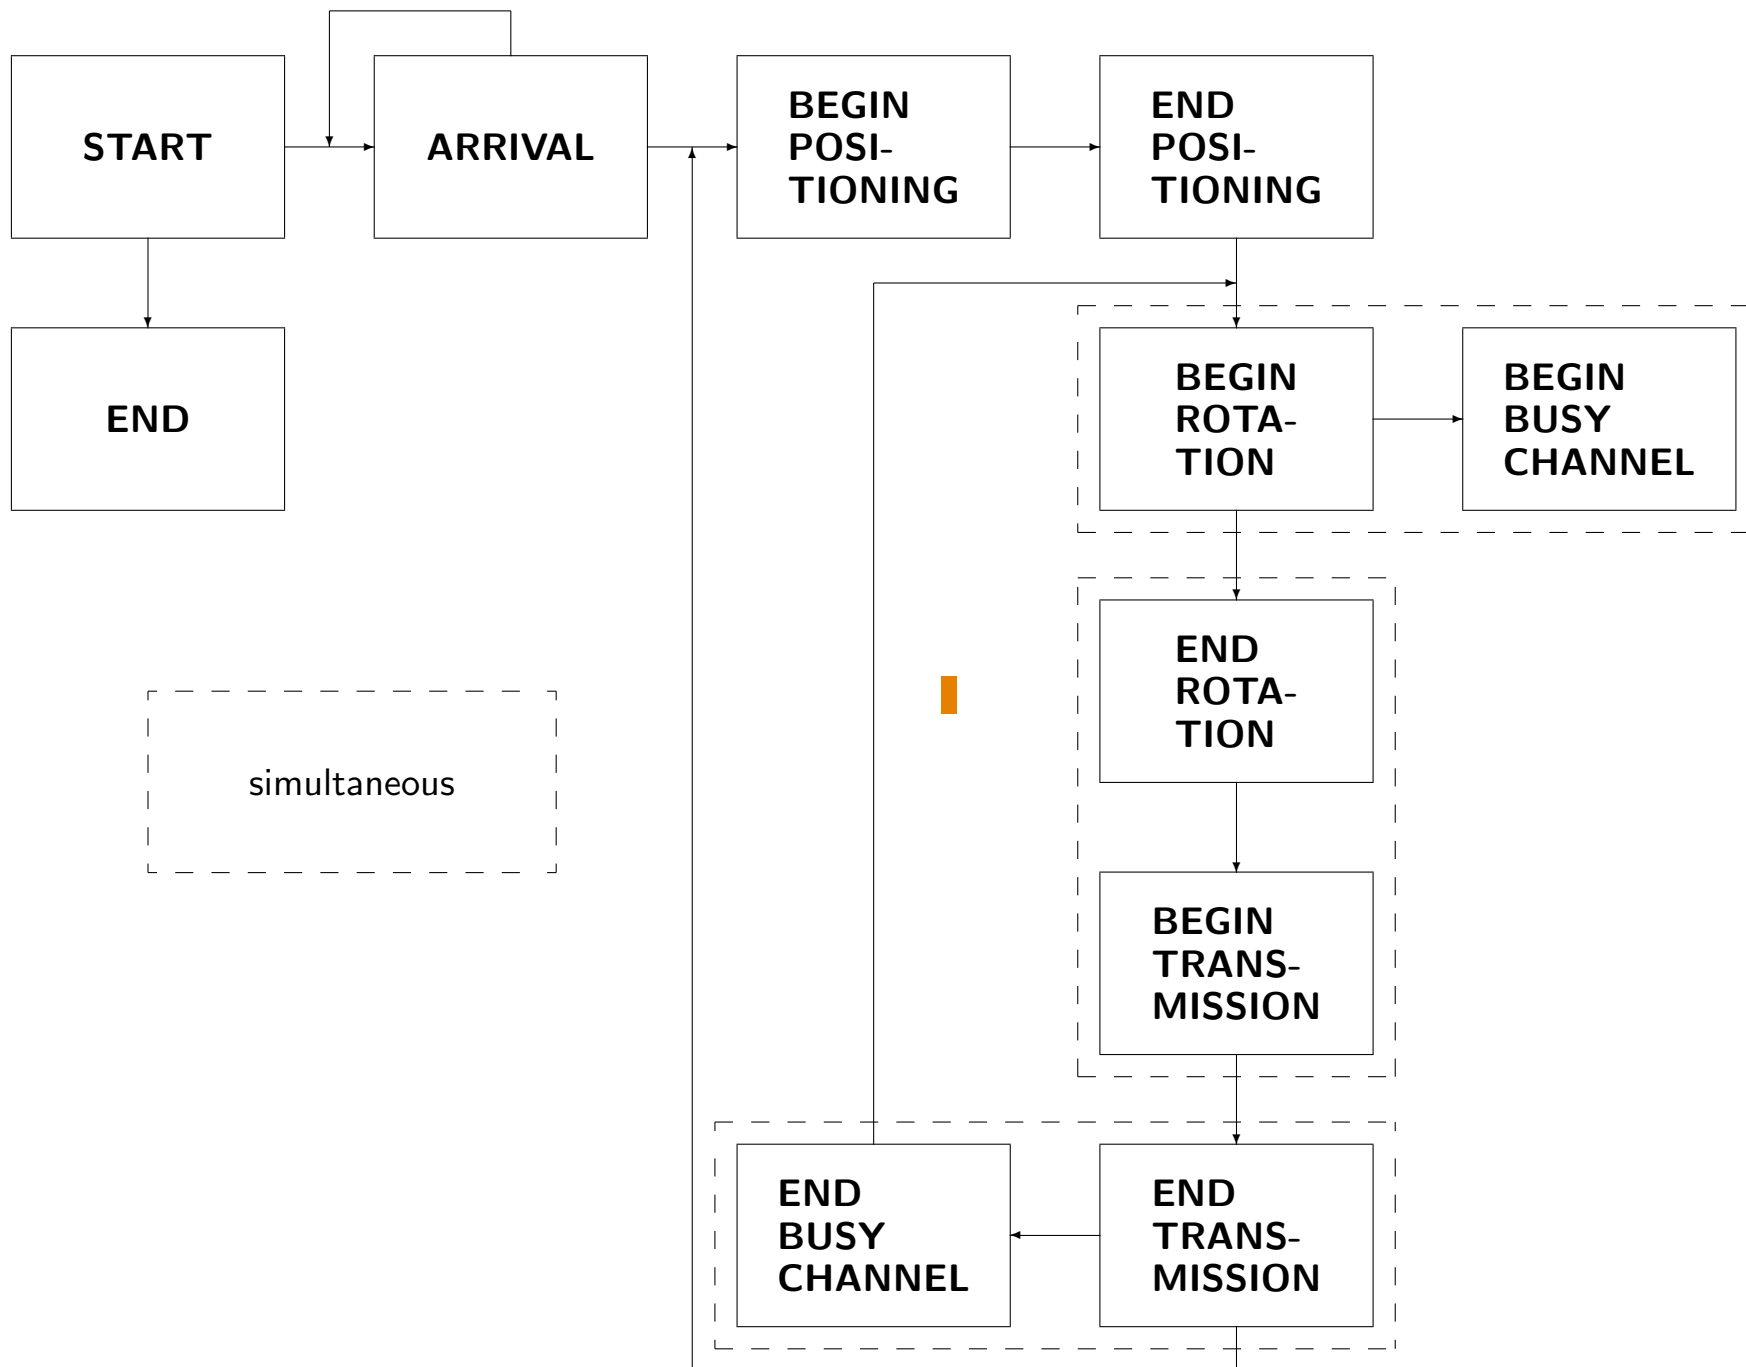 START
ARRIVAL
BEGIN
POSI-
TIONING
END
POSI-
TIONING
END
BEGIN
ROTA-
TION
BEGIN
BUSY
CHANNEL
END
ROTA-
TION
simultaneous
BEGIN
TRANS-
MISSION
END
BUSY
CHANNEL
END
TRANS-
MISSION